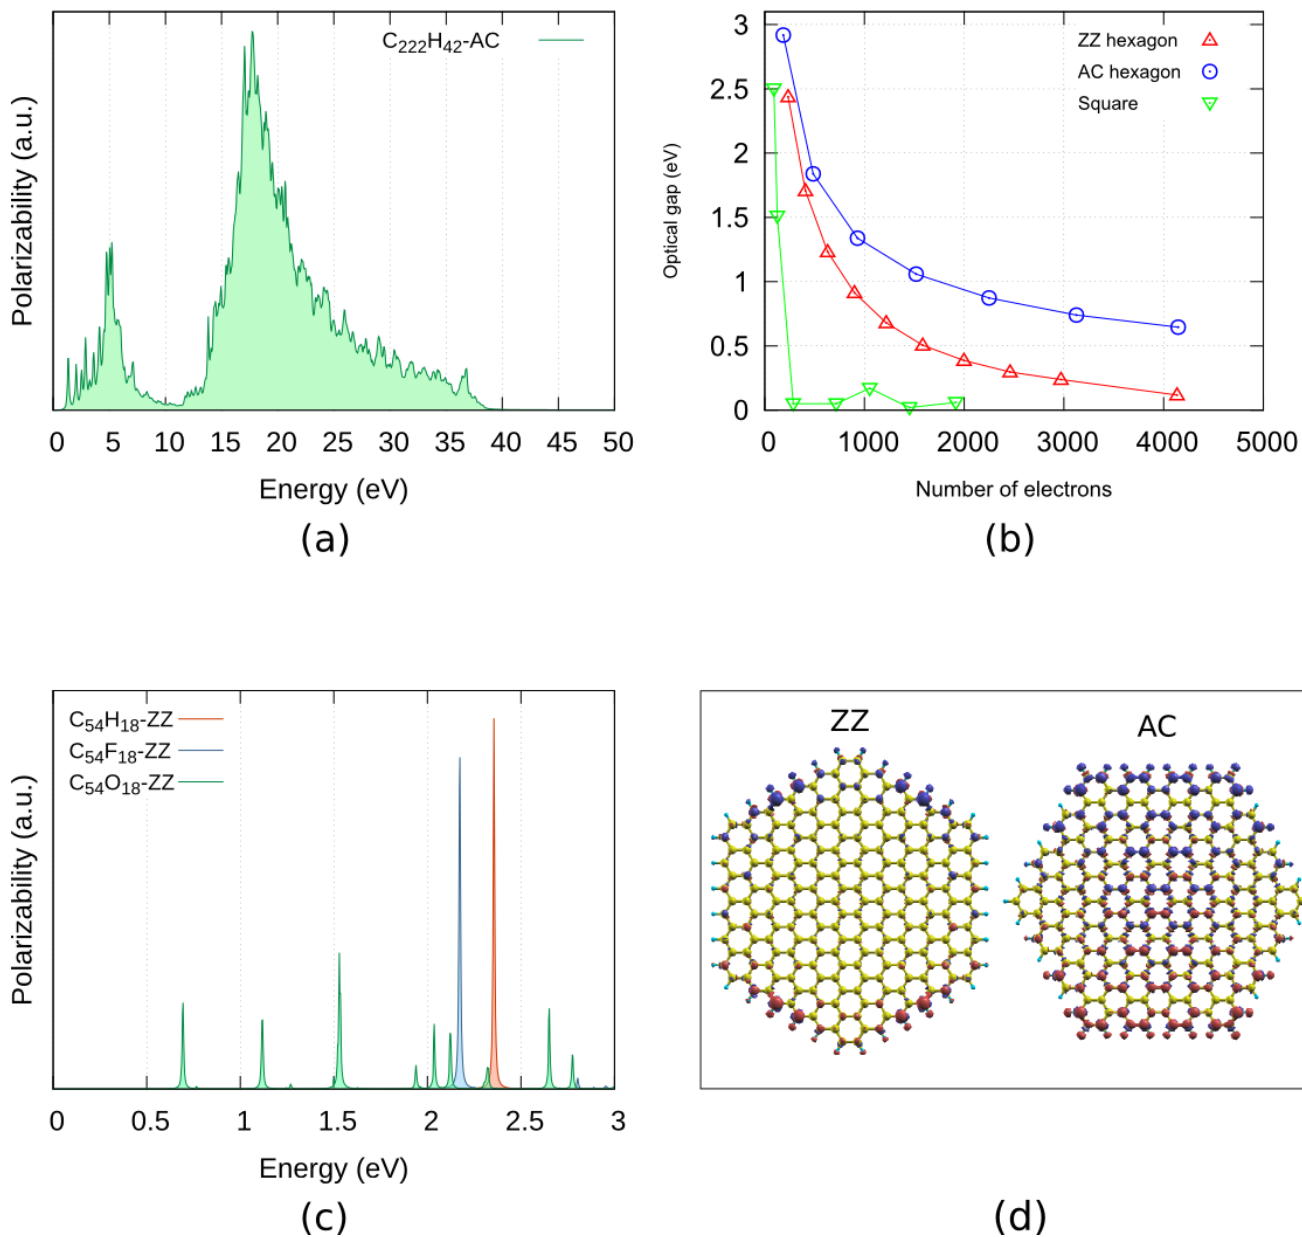 C₂₂₂H₄₂-AC
Polarizability (a.u.)
0 5 10 15 20 25 30 35 40 45 50
Energy (eV)
(a)
3
2.5
2
1.5
1
0.5
0
Optical gap (eV)
ZZ hexagon
AC hexagon
Square
0 1000 2000 3000 4000 5000
Number of electrons
(b)
C₅₄H₁₈-ZZ
C₅₄F₁₈-ZZ
C₅₄O₁₈-ZZ
Polarizability (a.u.)
0 0.5 1 1.5 2 2.5 3
Energy (eV)
(c)
ZZ AC
(d)